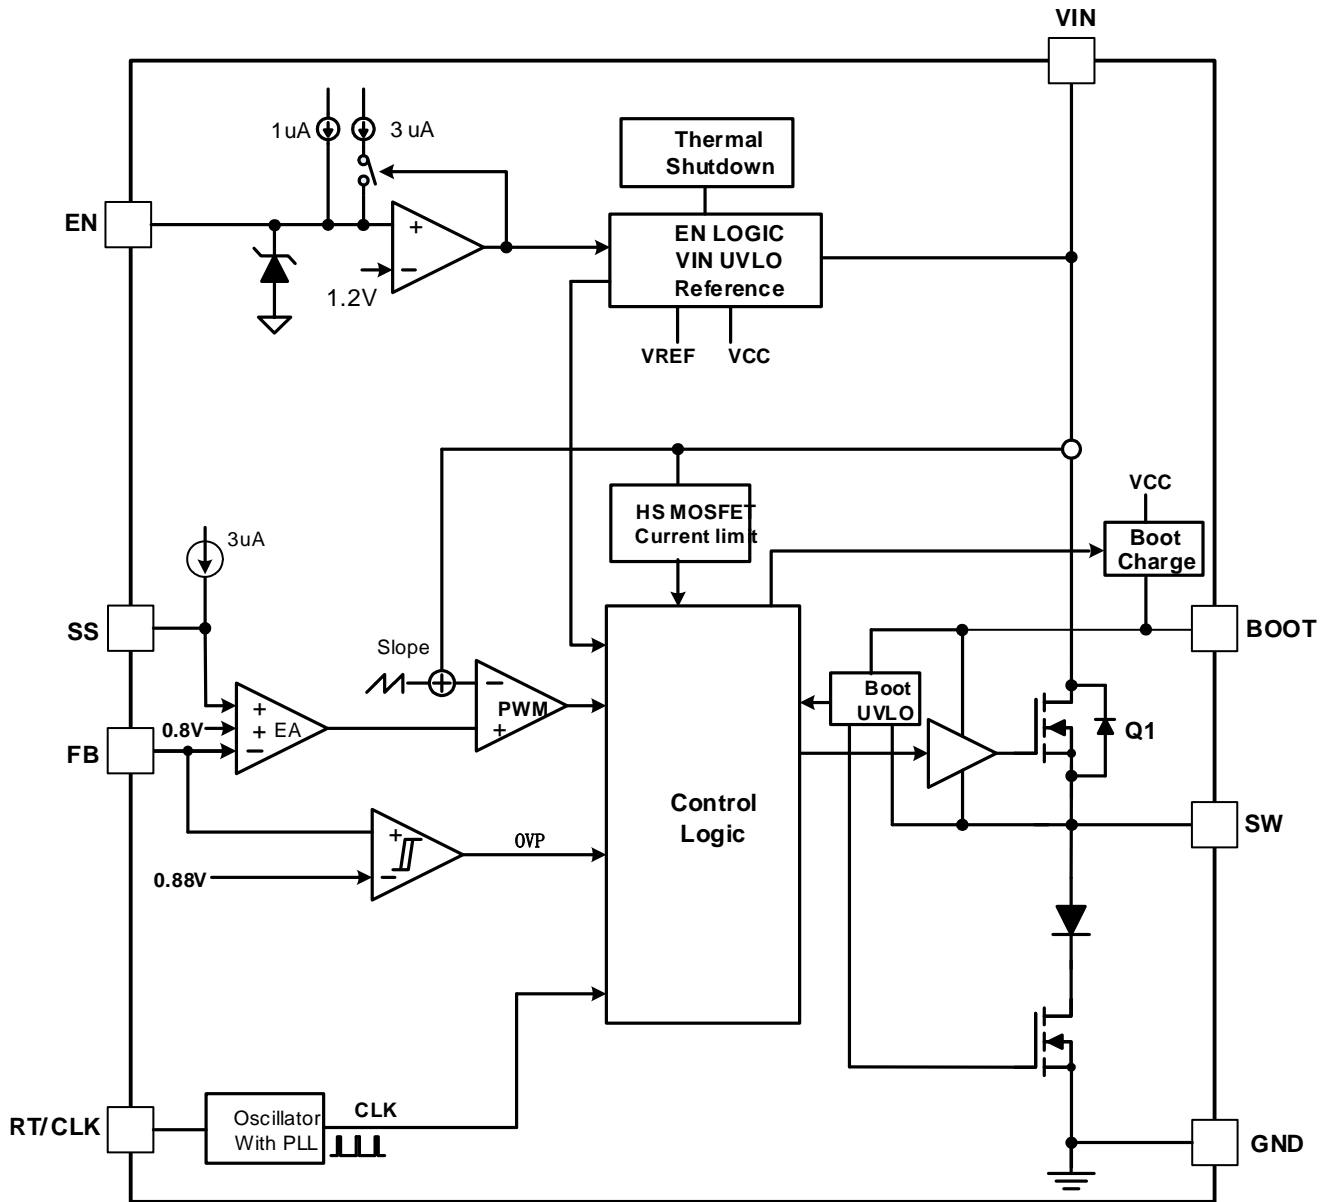 VIN
1uA
3 uA
Thermal
Shutdown
EN
EN LOGIC
VIN UVLO
Reference
1.2V
VREF
VCC
VCC
HS MOSFET
Current limit
Boot
Charge
3uA
SS
BOOT
Slope
Boot
UVLO
PWM
0.8V
EA
FB
Q1
Control
Logic
SW
OVP
0.88V
RT/CLK
Oscillator
With PLL
CLK
GND